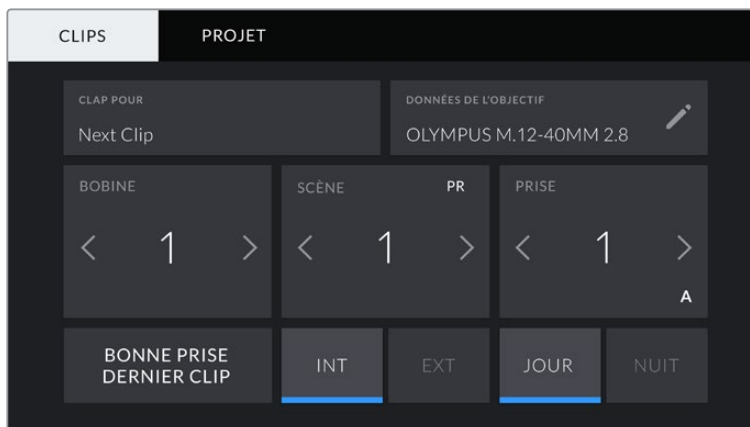 CLIPS
PROJET
CLAP POUR
Next Clip
DONNÉES DE L'OBJECTIF
OLYMPUS M.12-40MM 2.8
BOBINE
1
SCÈNE
PR
1
PRISE
1
A
BONNE PRISE
DERNIER CLIP
INT
EXT
JOUR
NUIT